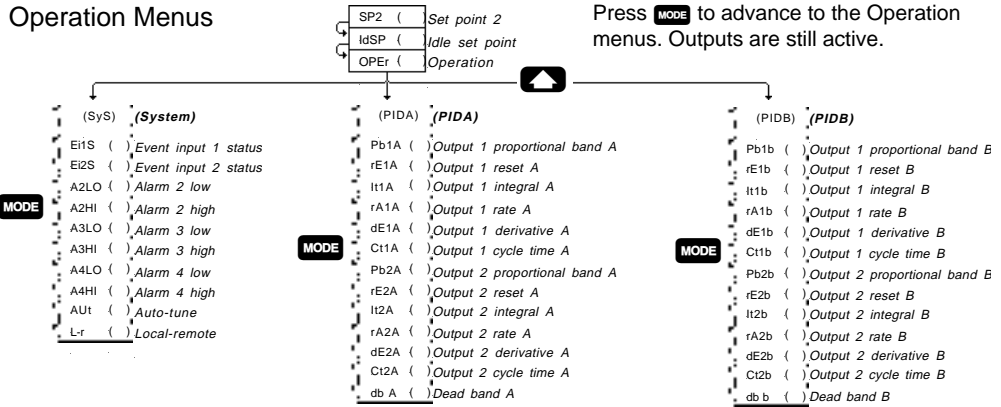 Operation Menus
SP2 ( ) Set point 2
IdSP ( ) Idle set point
OPEr ( ) Operation
Press MODE to advance to the Operation
menus. Outputs are still active.
(SyS) (System)
Ei1S ( ) Event input 1 status
Ei2S ( ) Event input 2 status
A2LO ( ) Alarm 2 low
A2HI ( ) Alarm 2 high
A3LO ( ) Alarm 3 low
A3HI ( ) Alarm 3 high
A4LO ( ) Alarm 4 low
A4HI ( ) Alarm 4 high
AUt ( ) Auto-tune
L-r ( ) Local-remote
MODE
(PIDA) (PIDA)
Pb1A ( ) Output 1 proportional band A
rE1A ( ) Output 1 reset A
It1A ( ) Output 1 integral A
rA1A ( ) Output 1 rate A
dE1A ( ) Output 1 derivative A
Ct1A ( ) Output 1 cycle time A
Pb2A ( ) Output 2 proportional band A
rE2A ( ) Output 2 reset A
It2A ( ) Output 2 integral A
rA2A ( ) Output 2 rate A
dE2A ( ) Output 2 derivative A
Ct2A ( ) Output 2 cycle time A
db A ( ) Dead band A
MODE
(PIDB) (PIDB)
Pb1b ( ) Output 1 proportional band B
rE1b ( ) Output 1 reset B
It1b ( ) Output 1 integral B
rA1b ( ) Output 1 rate B
dE1b ( ) Output 1 derivative B
Ct1b ( ) Output 1 cycle time B
Pb2b ( ) Output 2 proportional band B
rE2b ( ) Output 2 reset B
It2b ( ) Output 2 integral B
rA2b ( ) Output 2 rate B
dE2b ( ) Output 2 derivative B
Ct2b ( ) Output 2 cycle time B
db b ( ) Dead band B
MODE